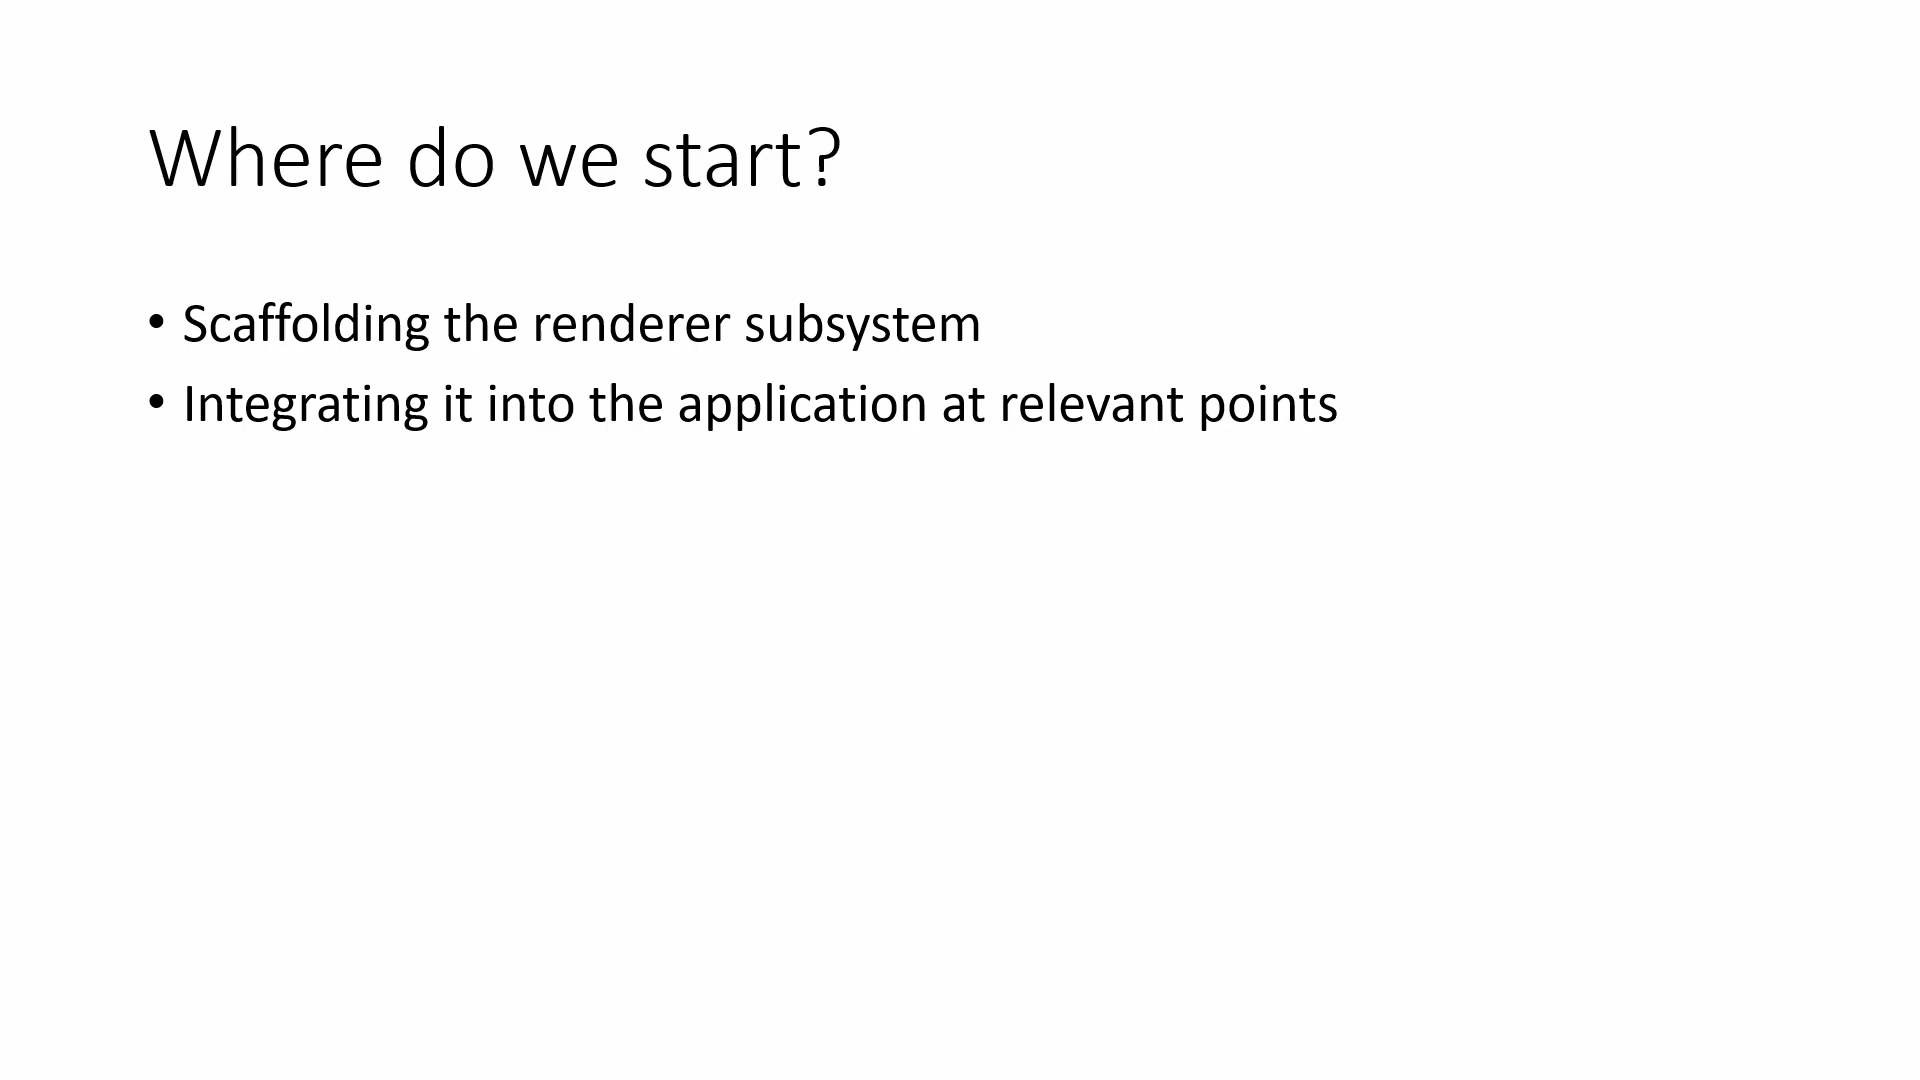 Where do we start?
• Scaffolding the renderer subsystem
• Integrating it into the application at relevant points